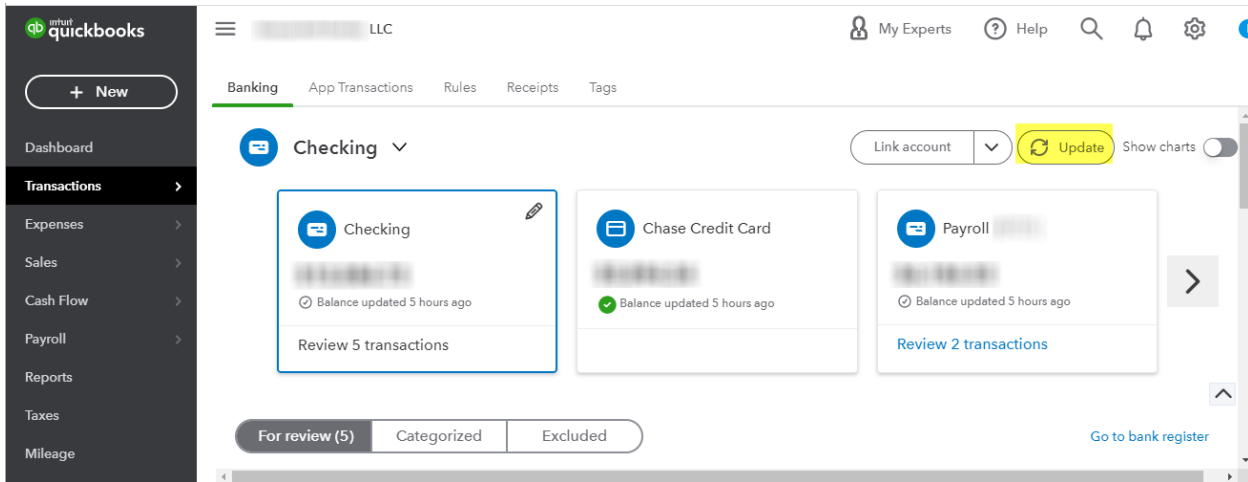 intuit
qb quickbooks
LLC
My Experts
? Help
+ New
Banking
App Transactions
Rules
Receipts
Tags
Dashboard
Transactions
Expenses
Sales
Cash Flow
Payroll
Reports
Taxes
Mileage
Checking
Link account
Update
Show charts
Checking
Balance updated 5 hours ago
Review 5 transactions
Chase Credit Card
Balance updated 5 hours ago
Payroll
Balance updated 5 hours ago
Review 2 transactions
For review (5)
Categorized
Excluded
Go to bank register